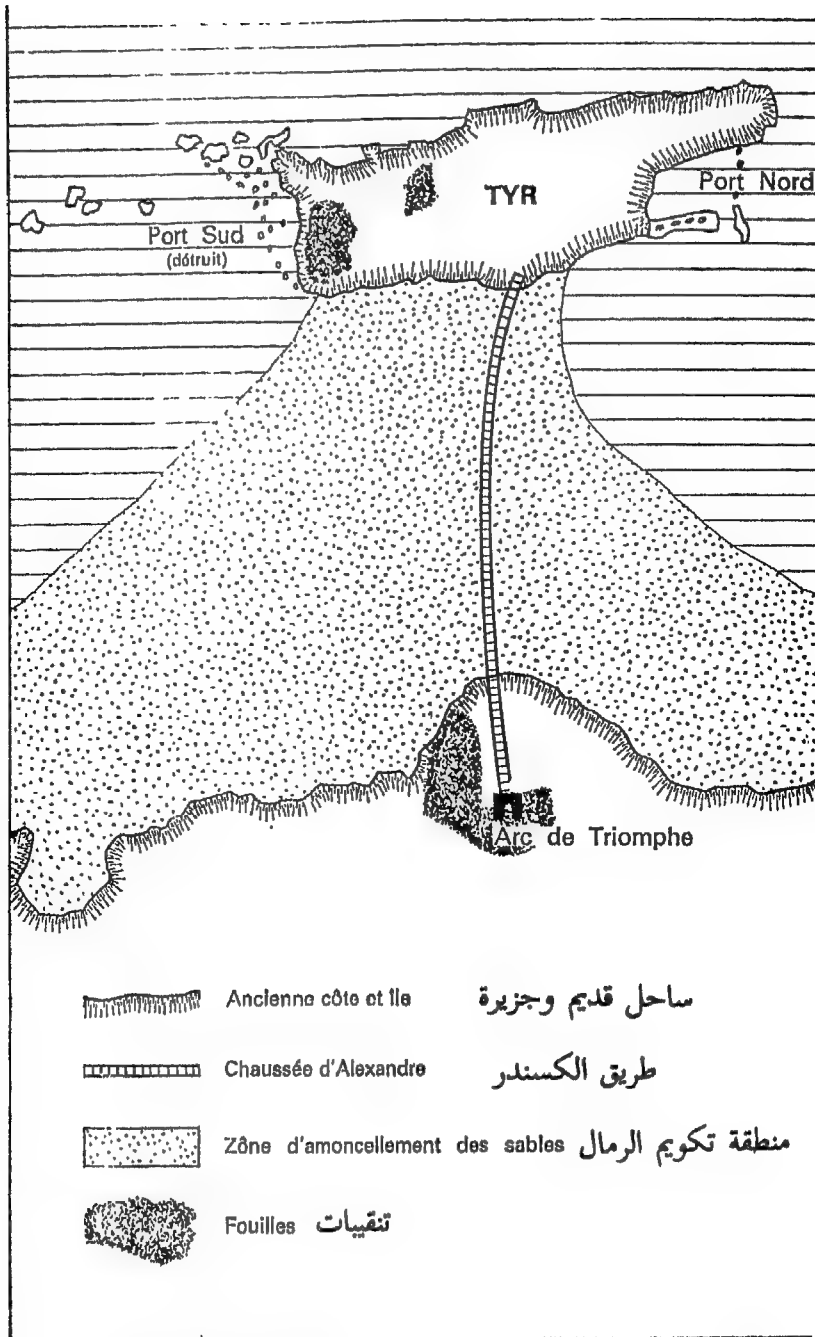 TYR
Port Nord
Port Sud
(détruit)
Arc de Triomphe
Ancienne côte et île ساحل قديم وجزيرة
Chaussée d'Alexandre طريق الكسندر
Zône d'amoncellement des sables منطقة تكويم الرمال
Fouilles تنقيبات